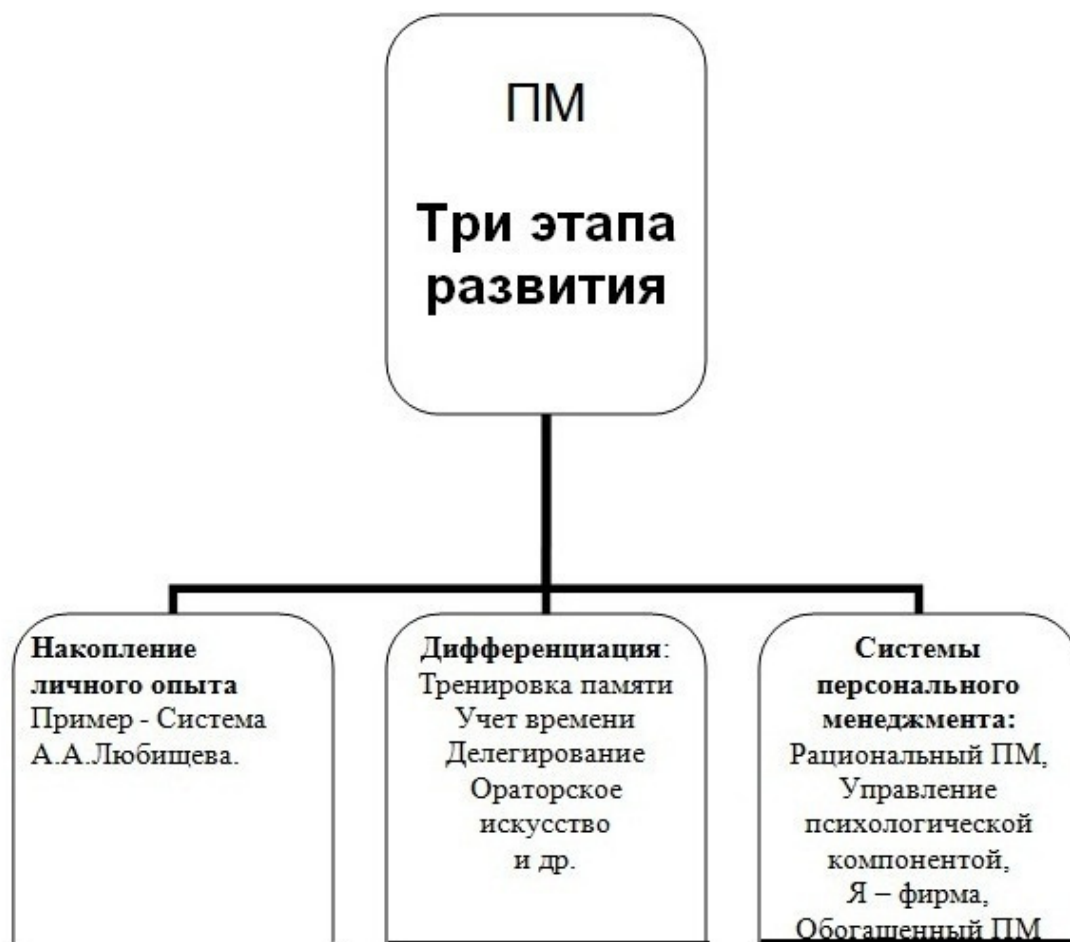 ПМ
Три этапа
развития
Накопление
личного опыта
Пример - Система
А.А.Любищева.
Дифференциация:
Тренировка памяти
Учет времени
Делегирование
Ораторское
искусство
и др.
Системы
персонального
менеджмента:
Рациональный ПМ,
Управление
психологической
компонентой,
Я – фирма,
Обогащенный ПМ